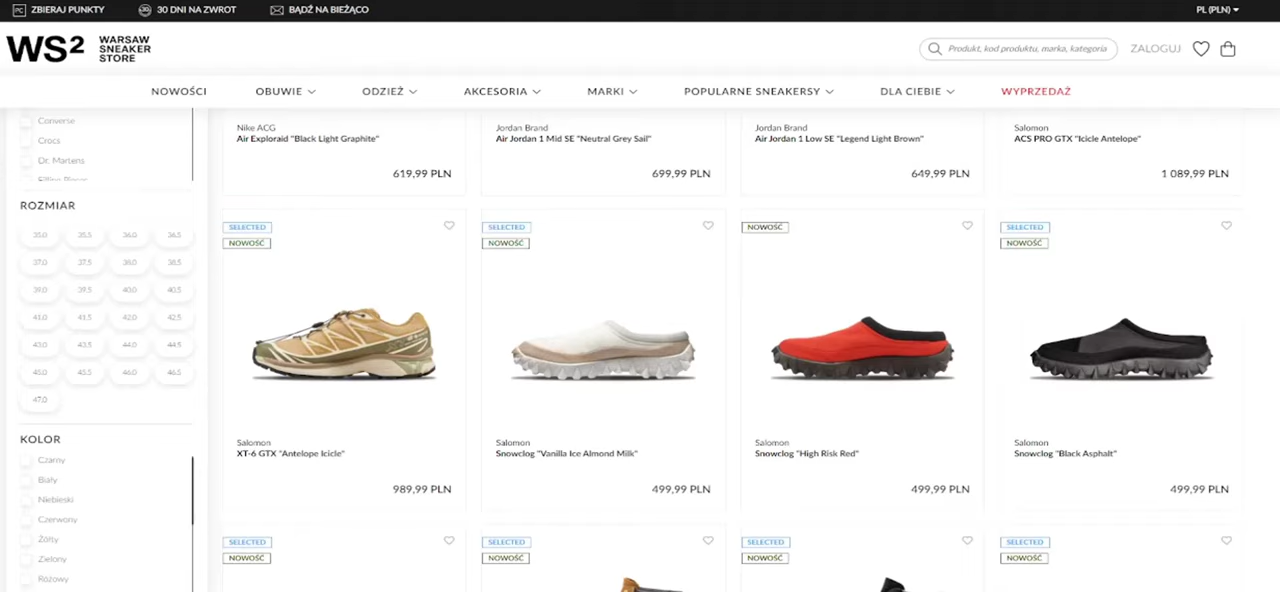 PC ZBIERAJ PUNKTY 30 30 DNI NA ZWROT BĄDŹ NA BIEŻĄCO PL (PLN)
WS2 WARSAW
SNEAKER
STORE
Produkt, kod produktu, marka, kategoria ZALOGUJ
NOWOŚCI OBUWIE ODZIEŻ AKCESORIA MARKI POPULARNE SNEAKERSY DLA CIEBIE WYPRZEDAŻ
Converse
Crocs
Dr. Martens
ROZMIAR
35.0 35.5 36.0 36.5
37.0 37.5 38.0 38.5
39.0 39.5 40.0 40.5
41.0 41.5 42.0 42.5
43.0 43.5 44.0 44.5
45.0 45.5 46.0 46.5
47.0
KOLOR
Czarny
Biały
Niebieski
Czerwony
Żółty
Zielony
Różowy
Nike ACG
Air Exploraid "Black Light Graphite"
619,99 PLN
Jordan Brand
Air Jordan 1 Mid SE "Neutral Grey Sail"
699,99 PLN
Jordan Brand
Air Jordan 1 Low SE "Legend Light Brown"
649,99 PLN
Salomon
ACS PRO GTX "Icicle Antelope"
1 089,99 PLN
SELECTED
NOWOŚĆ
Salomon
XT-6 GTX "Antelope Icicle"
989,99 PLN
SELECTED
NOWOŚĆ
Salomon
Snowclog "Vanilla Ice Almond Milk"
499,99 PLN
NOWOŚĆ
Salomon
Snowclog "High Risk Red"
499,99 PLN
SELECTED
NOWOŚĆ
Salomon
Snowclog "Black Asphalt"
499,99 PLN
SELECTED
NOWOŚĆ
SELECTED
NOWOŚĆ
SELECTED
NOWOŚĆ
SELECTED
NOWOŚĆ